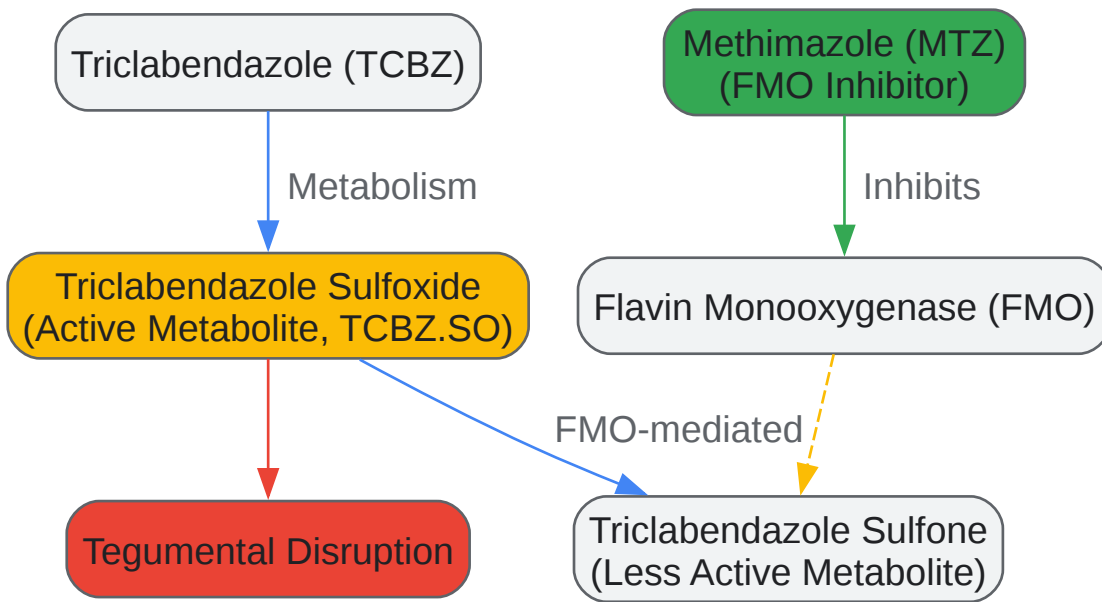 Triclabendazole (TCBZ)
Methimazole (MTZ)
(FMO Inhibitor)
Metabolism
Inhibits
Triclabendazole Sulfoxide
(Active Metabolite, TCBZ.SO)
Flavin Monooxygenase (FMO)
FMO-mediated
Tegumental Disruption
Triclabendazole Sulfone
(Less Active Metabolite)